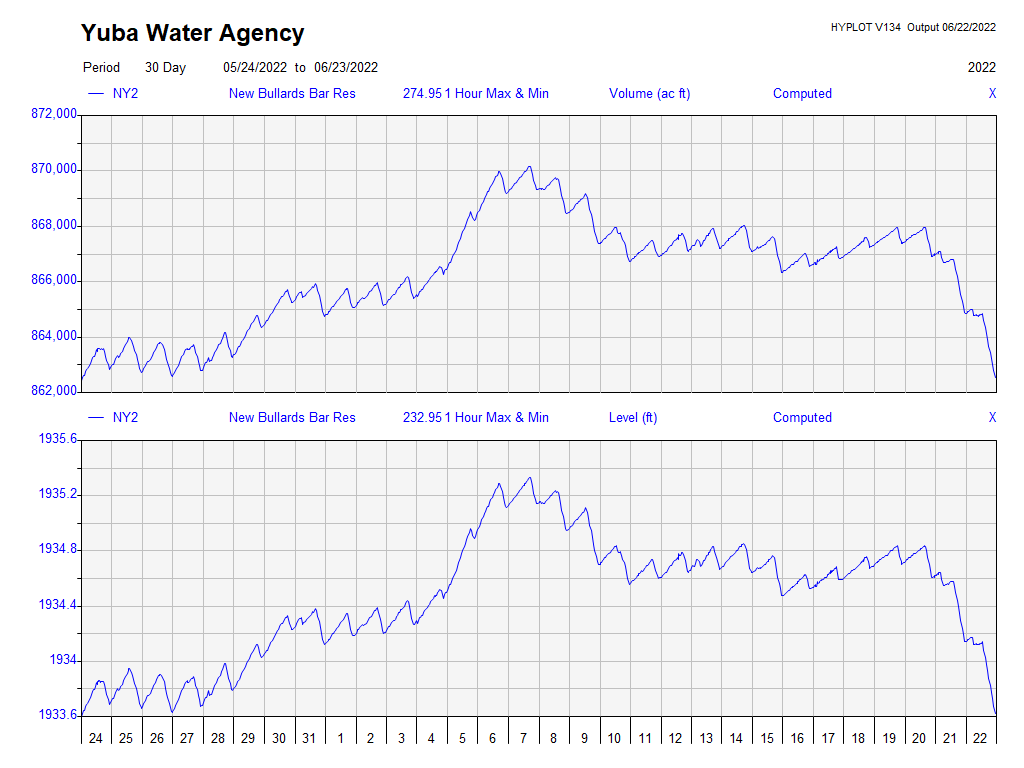 Yuba Water Agency
HYPLOT V134 Output 06/22/2022
Period 30 Day 05/24/2022 to 06/23/2022 2022
NY2 New Bullards Bar Res 274.95 1 Hour Max & Min Volume (ac ft) Computed X
872,000
870,000
868,000
866,000
864,000
862,000
NY2 New Bullards Bar Res 232.95 1 Hour Max & Min Level (ft) Computed X
1935.6
1935.2
1934.8
1934.4
1934
1933.6
24 25 26 27 28 29 30 31 1 2 3 4 5 6 7 8 9 10 11 12 13 14 15 16 17 18 19 20 21 22